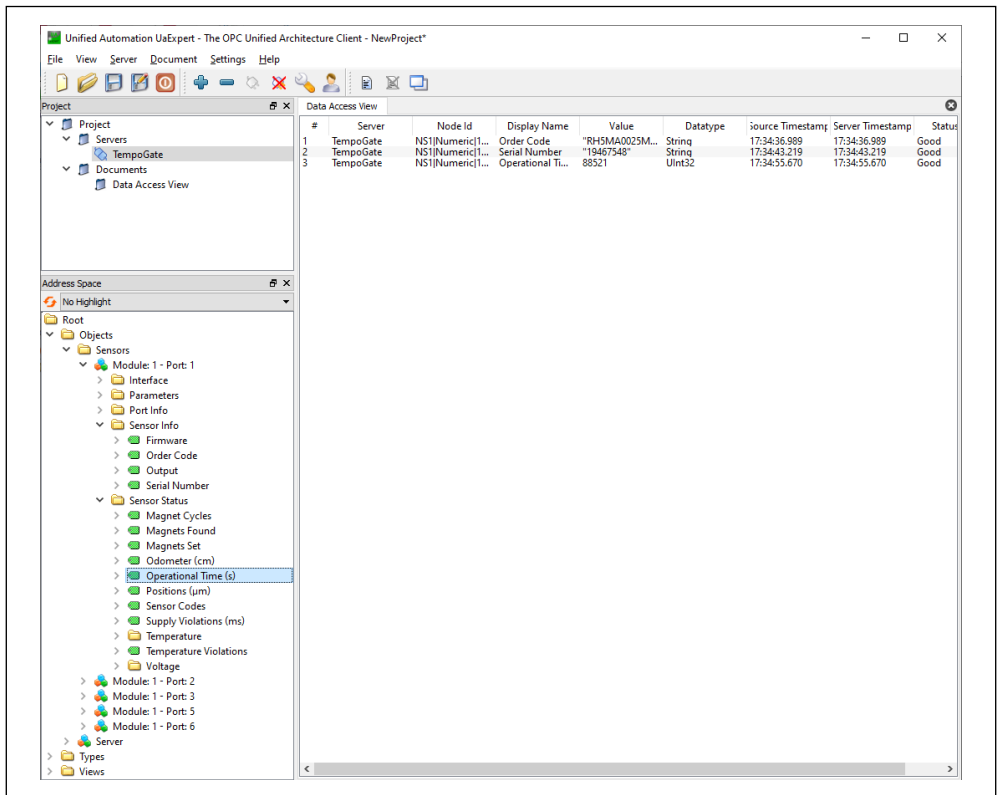 Unified Automation UaExpert - The OPC Unified Architecture Client - NewProject*
File View Server Document Settings Help
Project
Project
Servers
TempoGate
Documents
Data Access View
Address Space
No Highlight
Root
Objects
Sensors
Module: 1 - Port: 1
Interface
Parameters
Port Info
Sensor Info
Firmware
Order Code
Output
Serial Number
Sensor Status
Magnet Cycles
Magnets Found
Magnets Set
Odometer (cm)
Operational Time (s)
Positions (µm)
Sensor Codes
Supply Violations (ms)
Temperature
Temperature Violations
Voltage
Module: 1 - Port: 2
Module: 1 - Port: 3
Module: 1 - Port: 5
Module: 1 - Port: 6
Server
Types
Views
Data Access View
# Server Node Id Display Name Value Datatype Source Timestamp Server Timestamp Status
1 TempoGate NS1|Numeric|1... Order Code "RH5MA0025M... String 17:34:36.989 17:34:36.989 Good
2 TempoGate NS1|Numeric|1... Serial Number "19467548" String 17:34:43.219 17:34:43.219 Good
3 TempoGate NS1|Numeric|1... Operational Ti... 88521 UInt32 17:34:55.670 17:34:55.670 Good